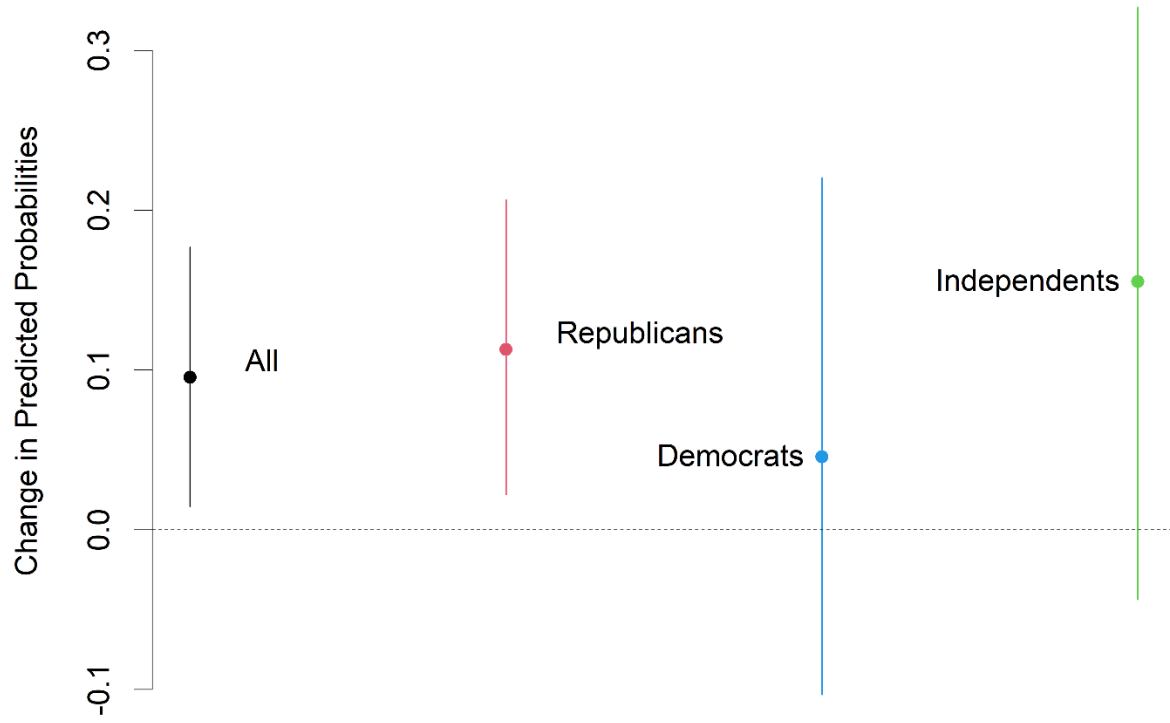 Change in Predicted Probabilities
0.3
0.2
0.1
0.0
-0.1
All
Republicans
Democrats
Independents